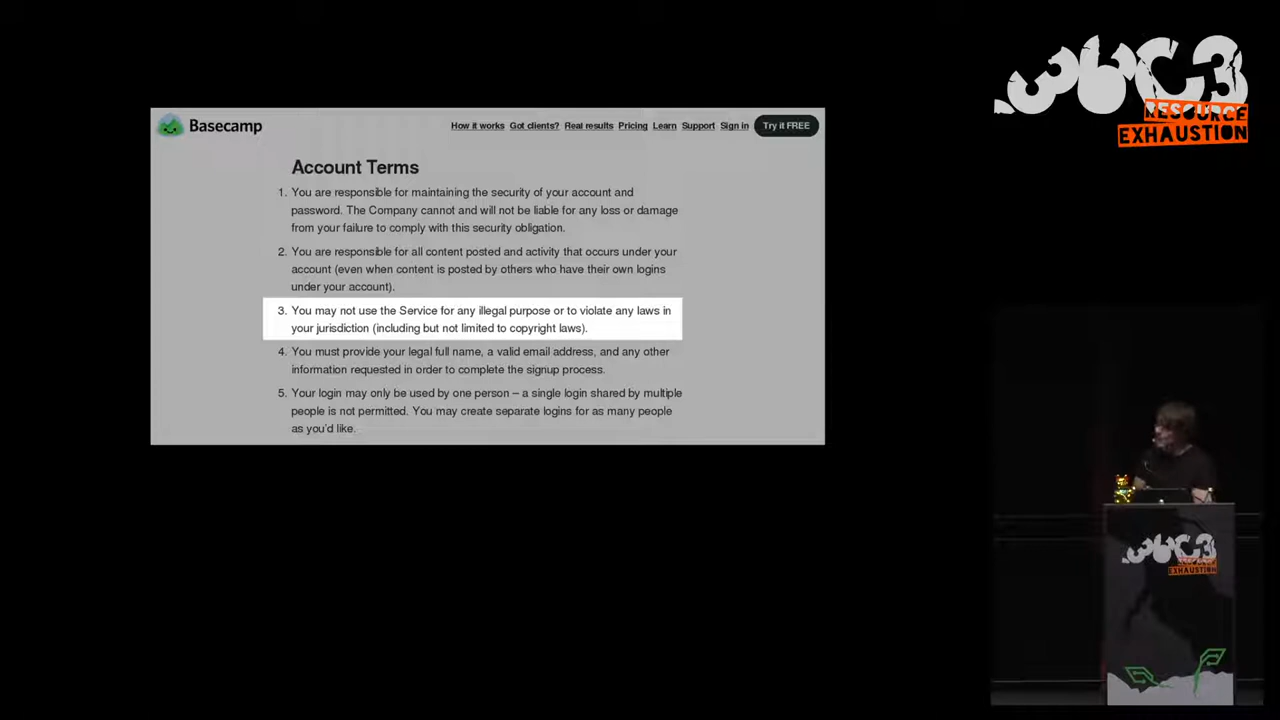 36C3
RESOURCE
EXHAUSTION
Basecamp
How it works Got clients? Real results Pricing Learn Support Sign in Try it FREE
Account Terms
1. You are responsible for maintaining the security of your account and
password. The Company cannot and will not be liable for any loss or damage
from your failure to comply with this security obligation.
2. You are responsible for all content posted and activity that occurs under your
account (even when content is posted by others who have their own logins
under your account).
3. You may not use the Service for any illegal purpose or to violate any laws in
your jurisdiction (including but not limited to copyright laws).
4. You must provide your legal full name, a valid email address, and any other
information requested in order to complete the signup process.
5. Your login may only be used by one person – a single login shared by multiple
people is not permitted. You may create separate logins for as many people
as you'd like.
36C3
EXHAUSTION